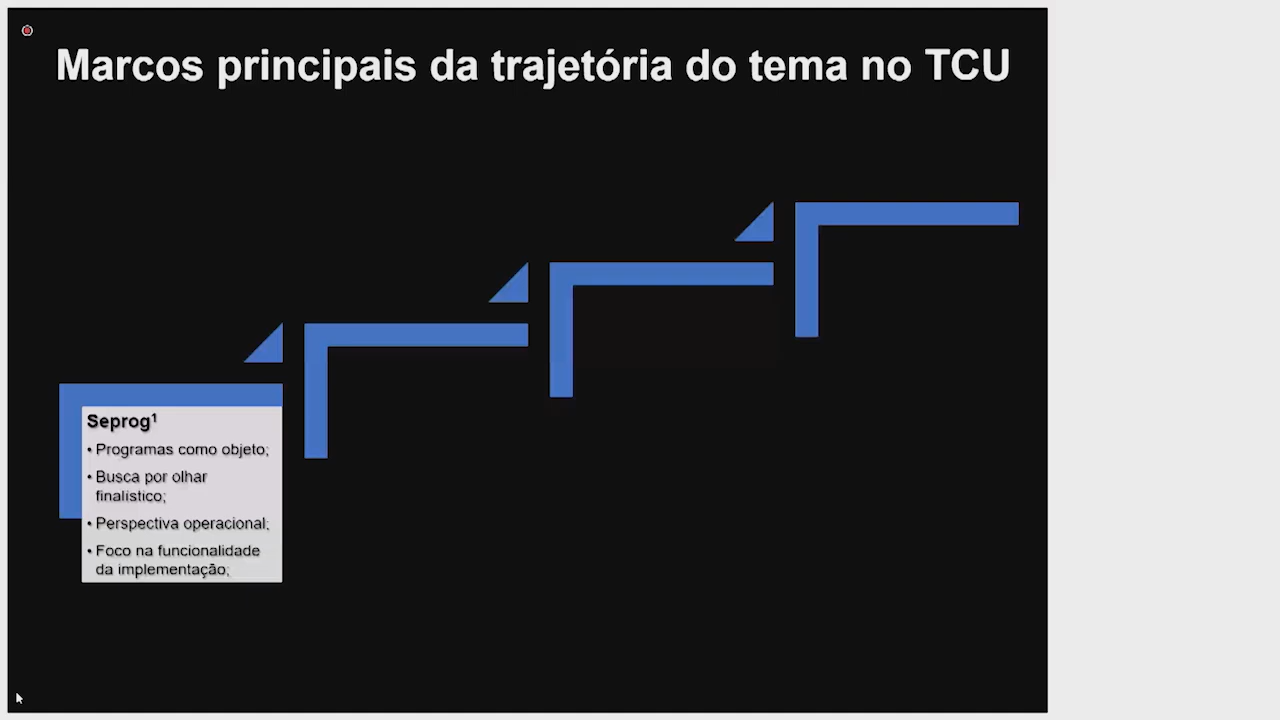 Marcos principais da trajetória do tema no TCU
Seprog¹
• Programas como objeto;
• Busca por olhar
finalístico;
• Perspectiva operacional;
• Foco na funcionalidade
da implementação;